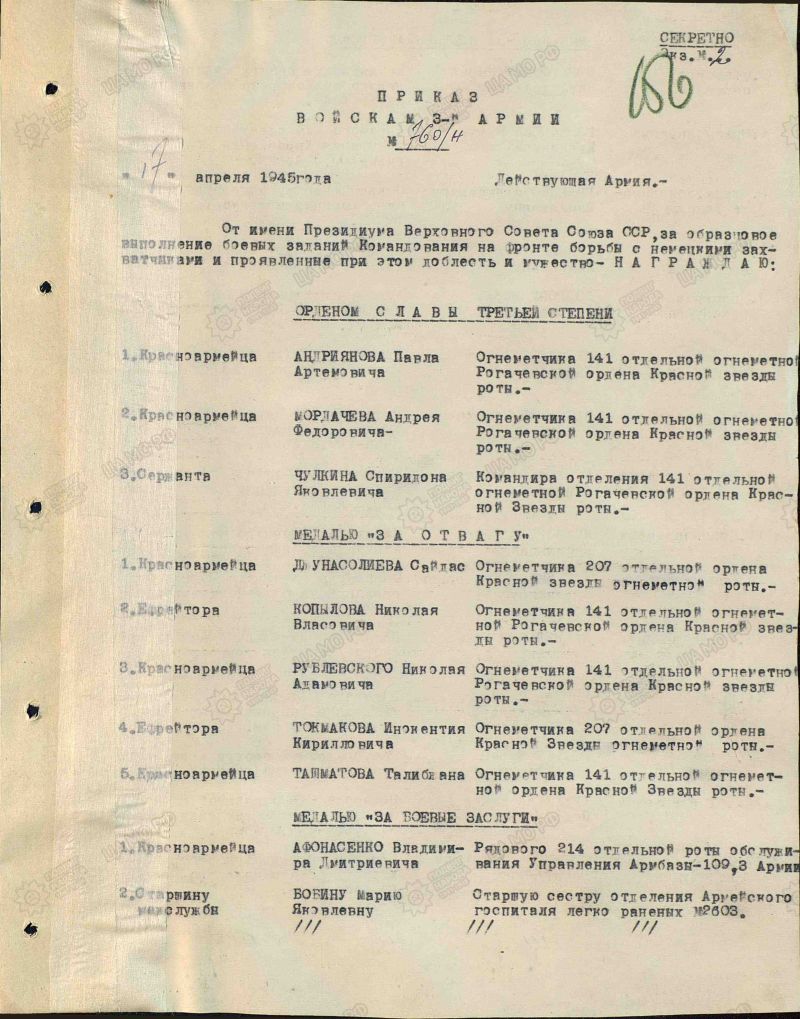 СЕКРЕТНО
Экз.№.2
156
ПРИКАЗ
ВОЙСКАМ 3-й АРМИИ
№ 760/н
"17" апреля 1945года Действующая Армия.-
От имени Президиума Верховного Совета Союза ССР,за образцовое
выполнение боевых заданий Командования на фронте борьбы с немецкими зах-
ватчиками и проявленные при этом доблесть и мужество- Н А Г Р А Ж Д А Ю:
ОРДЕНОМ С Л А В Ы ТРЕТЬЕЙ СТЕПЕНИ
1.Красноармейца АНДРИЯНОВА Павла Огнеметчика 141 отдельной огнеметной
Артемовича Рогачевской ордена Красной звезды
роты.-
2.Красноармейца МОРДАЧЕВА Андрея Огнеметчика 141 отдельной огнеметной
Федоровича- Рогачевской ордена Красной звезды
роты.-
3.Сержанта ЧУЛКИНА Спиридона Командира отделения 141 отдельной
Яковлевича огнеметной Рогачевской ордена Крас-
ной Звезды роты.-
МЕДАЛЬЮ "З А О Т В А Г У"
1.Красноармейца ДЖУНАСОЛИЕВА Сайдас Огнеметчика 207 отдельной ордена
Красной звезды огнеметной роты.-
2.Ефрейтора КОПЫЛОВА Николая Огнеметчика 141 отдельной огнемет-
Власовича ной Рогачевской ордена Красной звез-
ды роты.-
3.Красноармейца РУБЛЕВСКОГО Николая Огнеметчика 141 отдельной огнеметной
Адамовича Рогачевской ордена Красной звезды
роты.-
4.Ефрейтора ТОКМАКОВА Инокентия Огнеметчика 207 отдельной ордена
Кирилловича Красной Звезды огнеметной роты.-
5.Красноармейца ТАШМАТОВА Талибжана Огнеметчика 141 отдельной огнемет-
ной ордена Красной Звезды роты.-
МЕДАЛЬЮ "ЗА БОЕВЫЕ ЗАСЛУГИ"
1.Красноармейца АФОНАСЕНКО Владими- Рядового 214 отдельной роты обслужи-
ра Дмитриевича вания Управления Армбазы-109,3 Армии
2.Старшину БОБИНУ Марию Старшую сестру отделения Армейского
медслужбы Яковлевну госпиталя легко раненых №2603.
/// /// ///